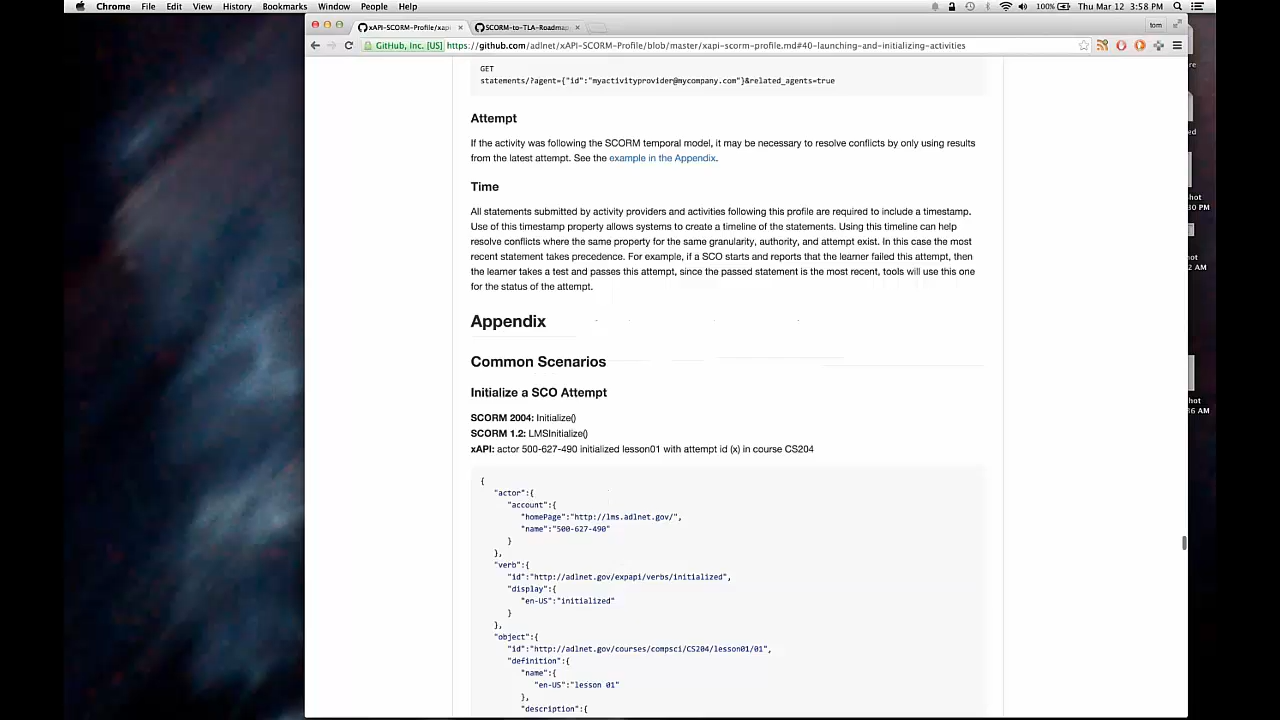 Chrome File Edit View History Bookmarks Window People Help 100% Thu Mar 12 3:58 PM
xAPI-SCORM-Profile/xapi SCORM-to-TLA-Roadmap tom
GitHub, Inc. [US] https://github.com/adlnet/xAPI-SCORM-Profile/blob/master/xapi-scorm-profile.md#40-launching-and-initializing-activities
GET
statements/?agent={"id":"myactivityprovider@mycompany.com"}&related_agents=true
Attempt
If the activity was following the SCORM temporal model, it may be necessary to resolve conflicts by only using results
from the latest attempt. See the example in the Appendix.
Time
All statements submitted by activity providers and activities following this profile are required to include a timestamp.
Use of this timestamp property allows systems to create a timeline of the statements. Using this timeline can help
resolve conflicts where the same property for the same granularity, authority, and attempt exist. In this case the most
recent statement takes precedence. For example, if a SCO starts and reports that the learner failed this attempt, then
the learner takes a test and passes this attempt, since the passed statement is the most recent, tools will use this one
for the status of the attempt.
Appendix
Common Scenarios
Initialize a SCO Attempt
SCORM 2004: Initialize()
SCORM 1.2: LMSInitialize()
xAPI: actor 500-627-490 initialized lesson01 with attempt id (x) in course CS204
{
"actor":{
"account":{
"homePage":"http://lms.adlnet.gov/",
"name":"500-627-490"
}
},
"verb":{
"id":"http://adlnet.gov/expapi/verbs/initialized",
"display":{
"en-US":"initialized"
}
},
"object":{
"id":"http://adlnet.gov/courses/compsci/CS204/lesson01/01",
"definition":{
"name":{
"en-US":"lesson 01"
},
"description":{